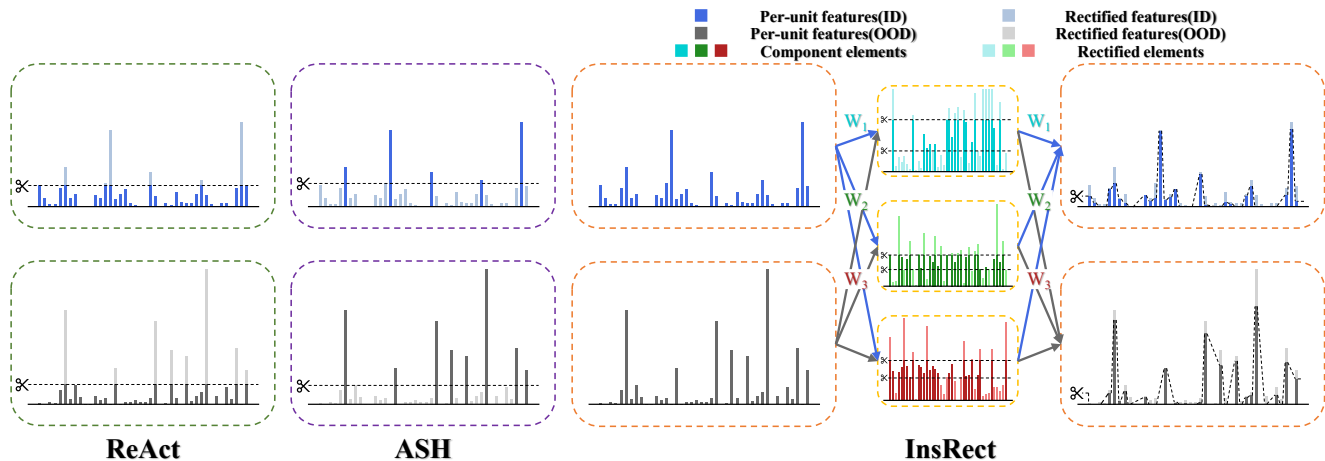 Per-unit features(ID)
Rectified features(ID)
Per-unit features(OOD)
Rectified features(OOD)
Component elements
Rectified elements
W1
W1
W2
W2
W3
W3
ReAct
ASH
InsRect